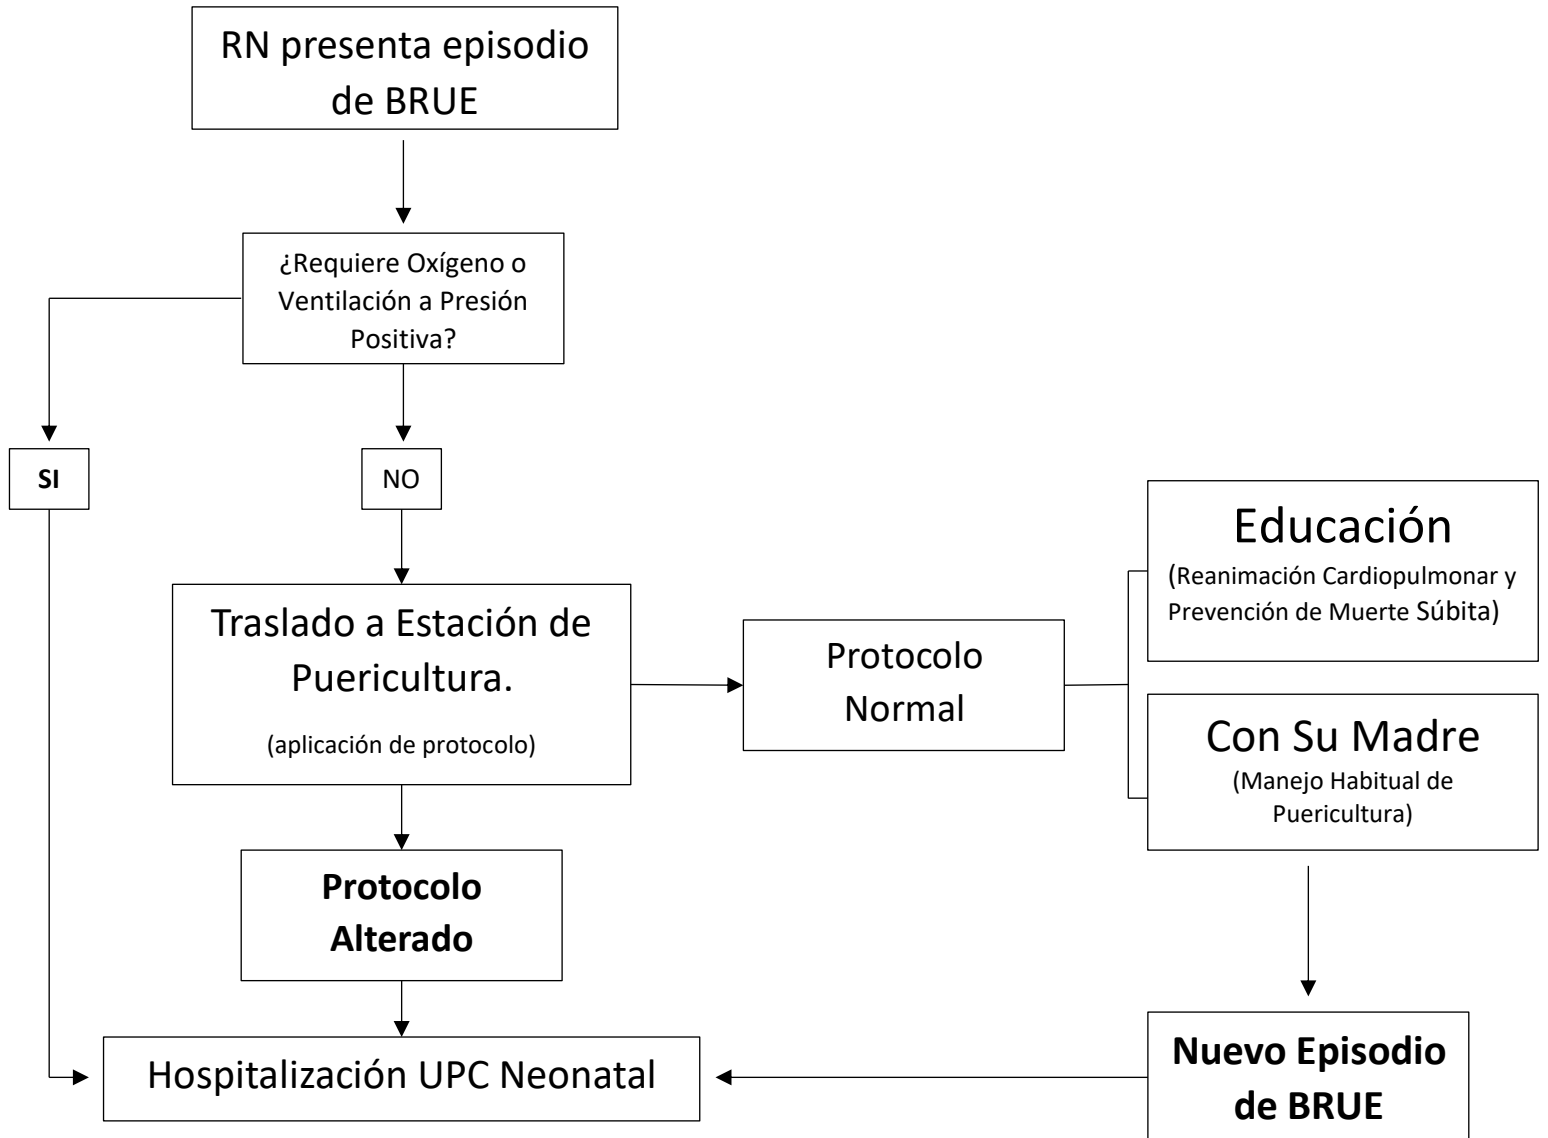 RN presenta episodio
de BRUE
¿Requiere Oxígeno o
Ventilación a Presión
Positiva?
SI
NO
Traslado a Estación de
Puericultura.
(aplicación de protocolo)
Protocolo
Normal
Educación
(Reanimación Cardiopulmonar y
Prevención de Muerte Súbita)
Con Su Madre
(Manejo Habitual de
Puericultura)
Protocolo
Alterado
Hospitalización UPC Neonatal
Nuevo Episodio
de BRUE